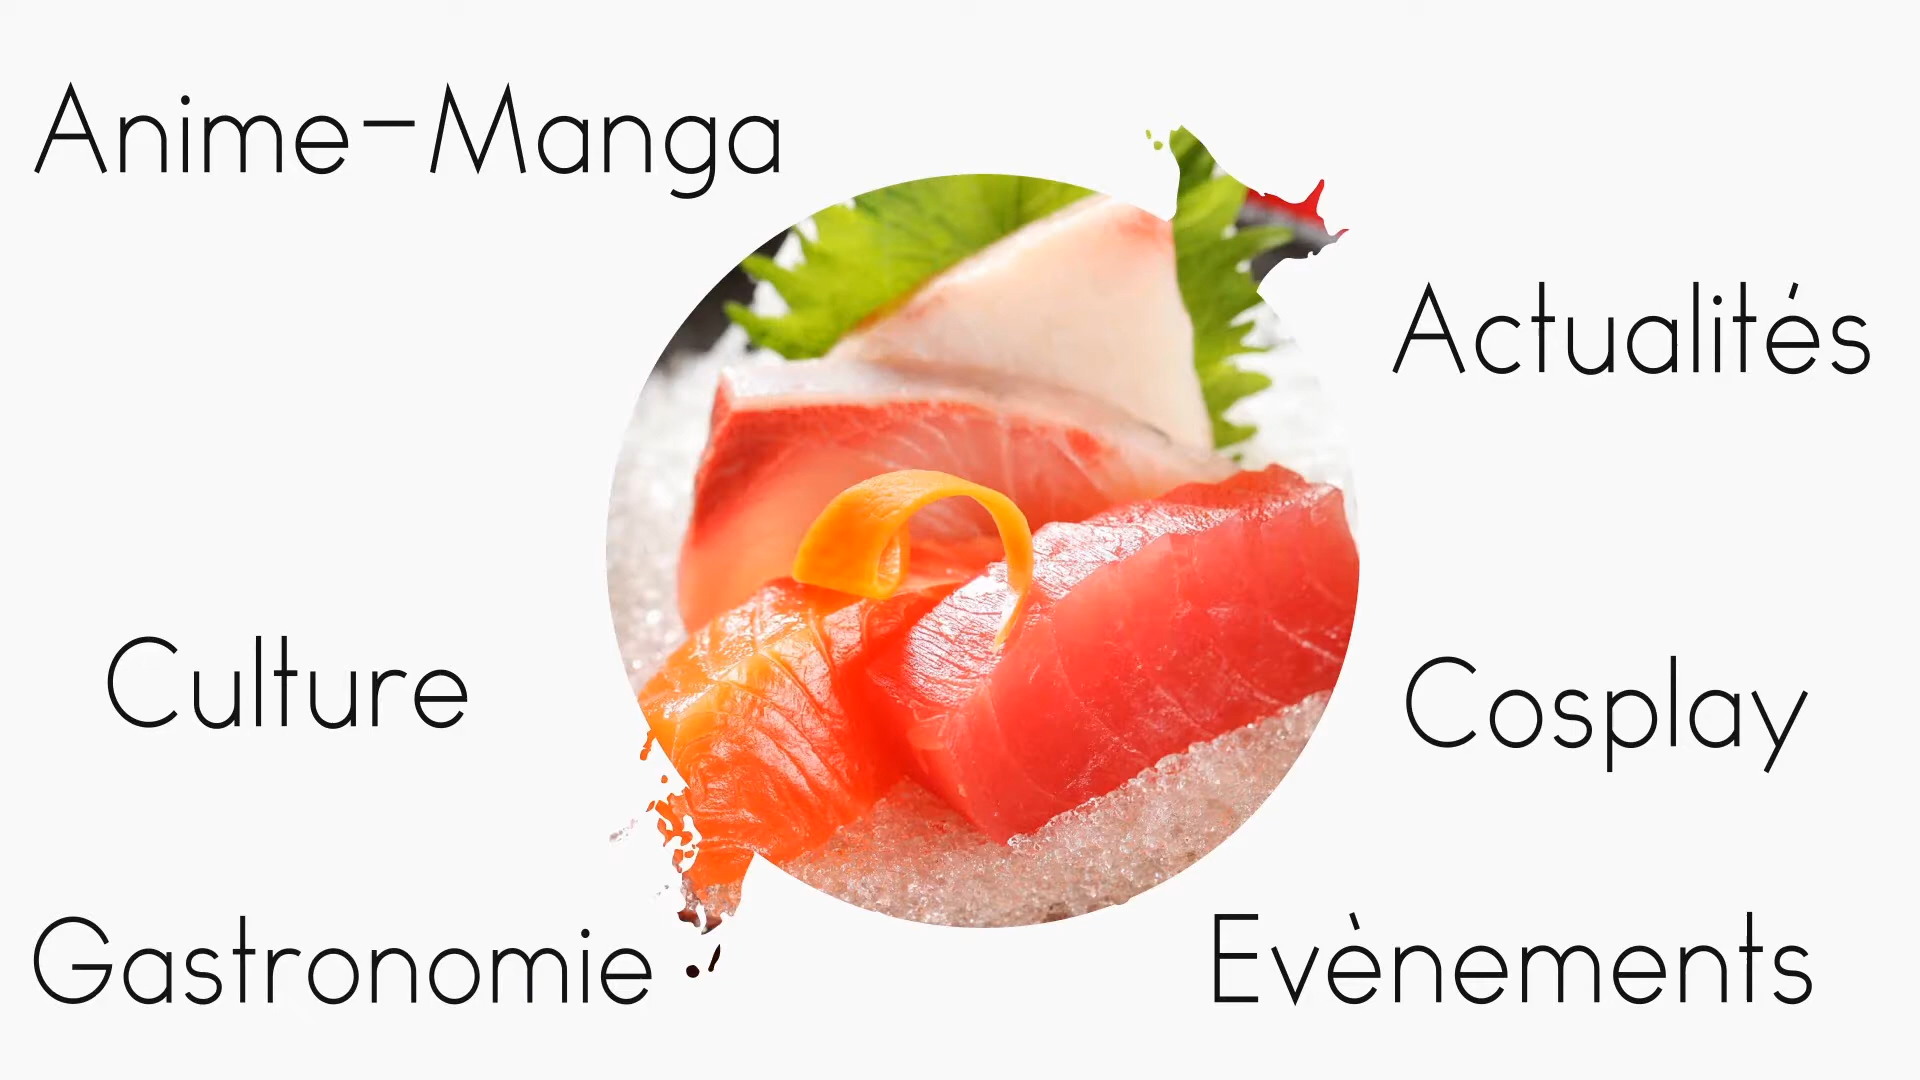 Anime-Manga
Actualités
Culture
Cosplay
Gastronomie
Evènements